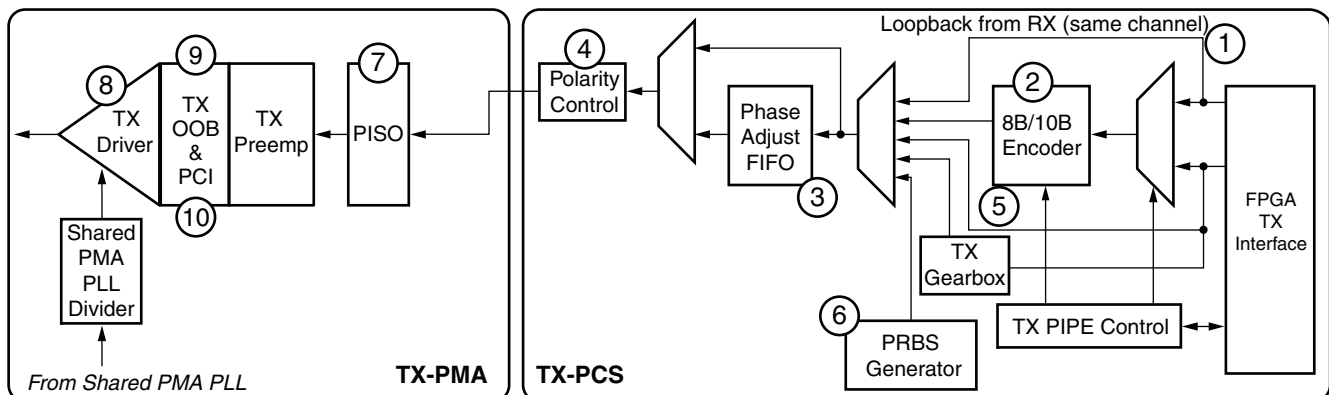 Loopback from RX (same channel)
1
9
4
7
2
8
TX
Driver
TX
OOB
&
PCI
TX
Preemp
PISO
Polarity
Control
Phase
Adjust
FIFO
8B/10B
Encoder
FPGA
TX
Interface
10
3
5
Shared
PMA
PLL
Divider
TX
Gearbox
6
PRBS
Generator
TX PIPE Control
From Shared PMA PLL
TX-PMA
TX-PCS